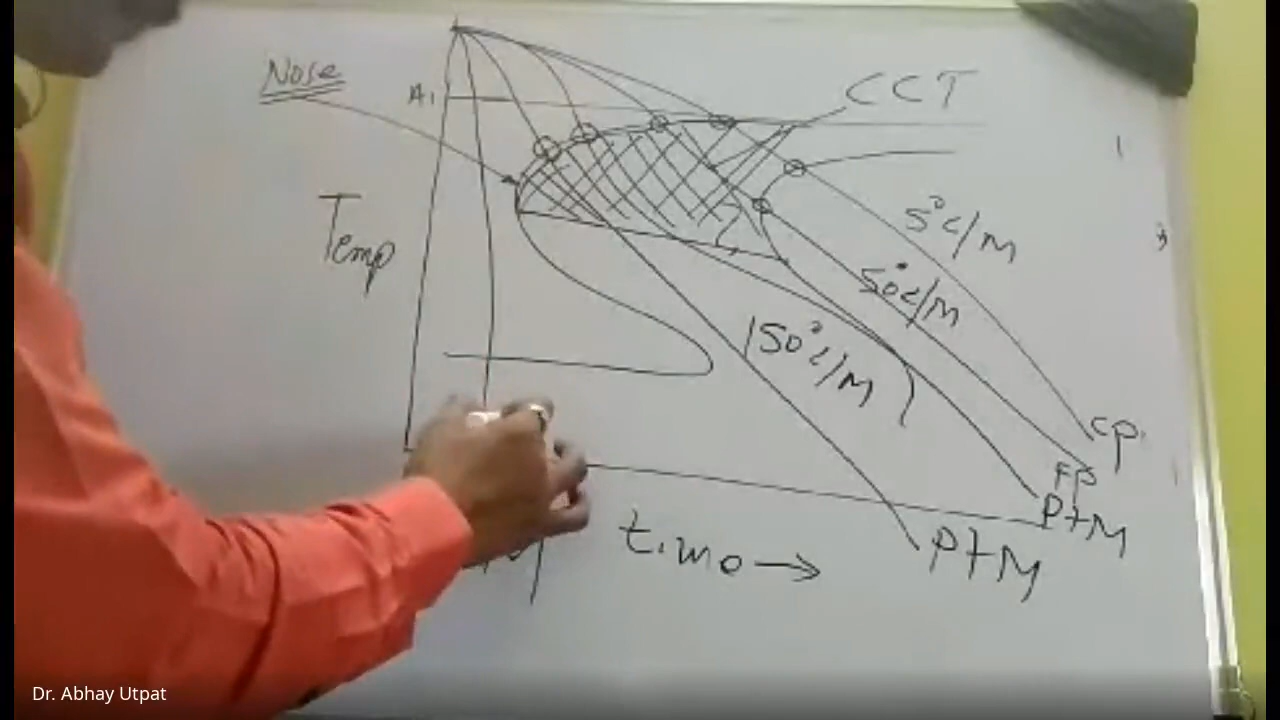 Nose
A1
CCT
Temp
5°C/M
50°C/M
150°C/M
CP
FP
P+M
P+M
time →
Dr. Abhay Utpat